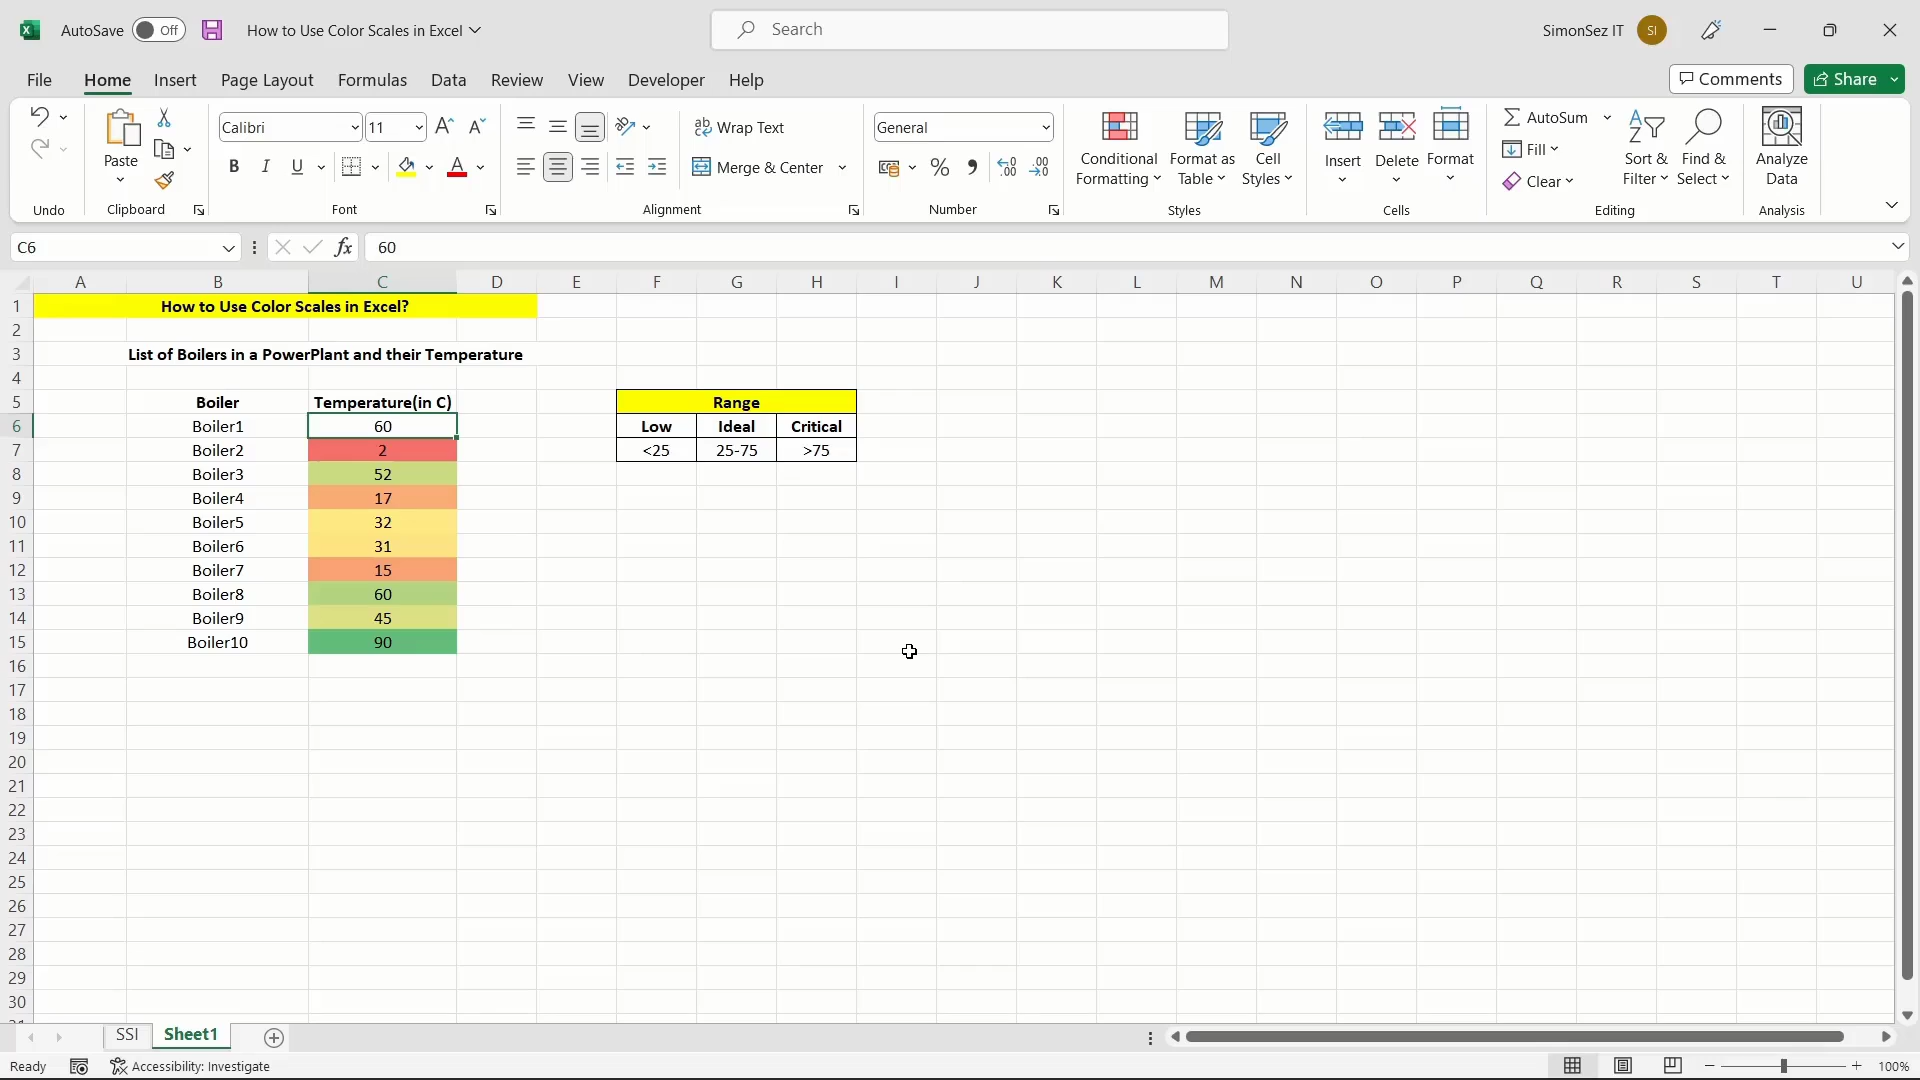 AutoSave Off How to Use Color Scales in Excel Search SimonSez IT SI
File Home Insert Page Layout Formulas Data Review View Developer Help Comments Share
Calibri 11 Wrap Text General AutoSum
Paste Conditional Formatting Format as Table Cell Styles Insert Delete Format Fill Sort & Filter Find & Select Analyze Data
B I U A Merge & Center % Clear
Undo Clipboard Font Alignment Number Styles Cells Editing Analysis
C6 fx 60
A B C D E F G H I J K L M N O P Q R S T U
1 How to Use Color Scales in Excel?
2
3 List of Boilers in a PowerPlant and their Temperature
4
5 Boiler Temperature(in C) Range
6 Boiler1 60 Low Ideal Critical
7 Boiler2 2 <25 25-75 >75
8 Boiler3 52
9 Boiler4 17
10 Boiler5 32
11 Boiler6 31
12 Boiler7 15
13 Boiler8 60
14 Boiler9 45
15 Boiler10 90
16
17
18
19
20
21
22
23
24
25
26
27
28
29
30
SSI Sheet1
Ready Accessibility: Investigate 100%